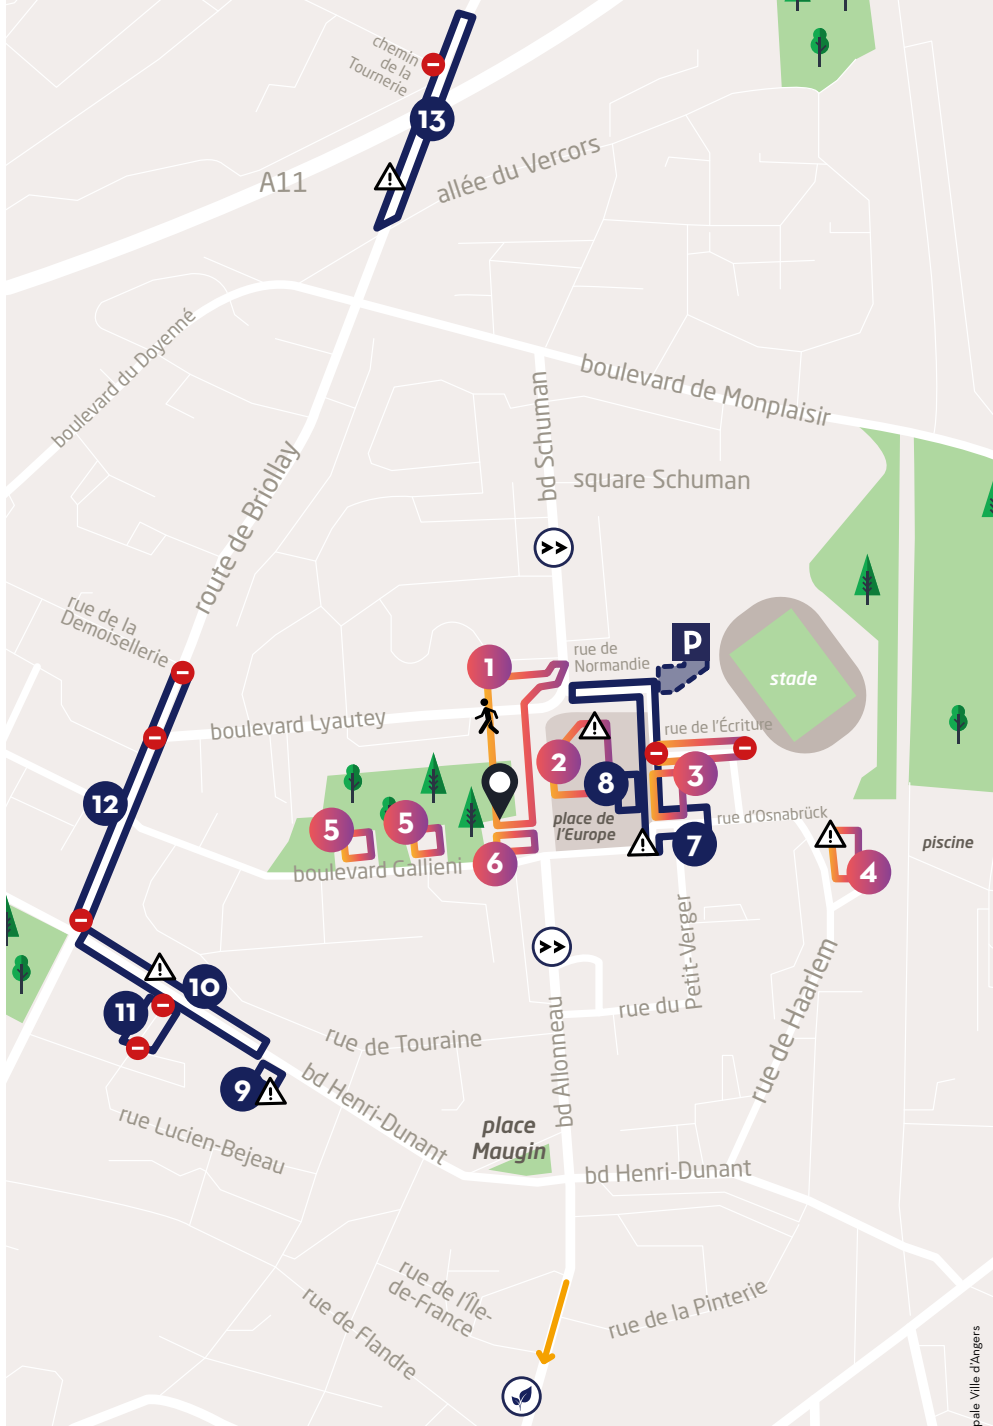 chemin
de la
Tournerie
13
A11
allée du Vercors
boulevard du Doyenné
boulevard de Monplaisir
bd Schuman
square Schuman
route de Briollay
>>
rue de la
Demoisellerie
rue de
Normandie
P
1
stade
boulevard Lyautey
rue de l'Écriture
2
3
8
12
5
5
place de
l'Europe
rue d'Osnabrück
7
piscine
6
4
boulevard Gallieni
>>
Petit-Verger
rue du
10
11
rue de Touraine
bd Allonneau
rue de Haarlem
9
bd Henri-Dunant
rue Lucien-Bejeau
place
Maugin
bd Henri-Dunant
rue de l'Île-
de-France
rue de Flandre
rue de la Pinterie
pale Ville d'Angers